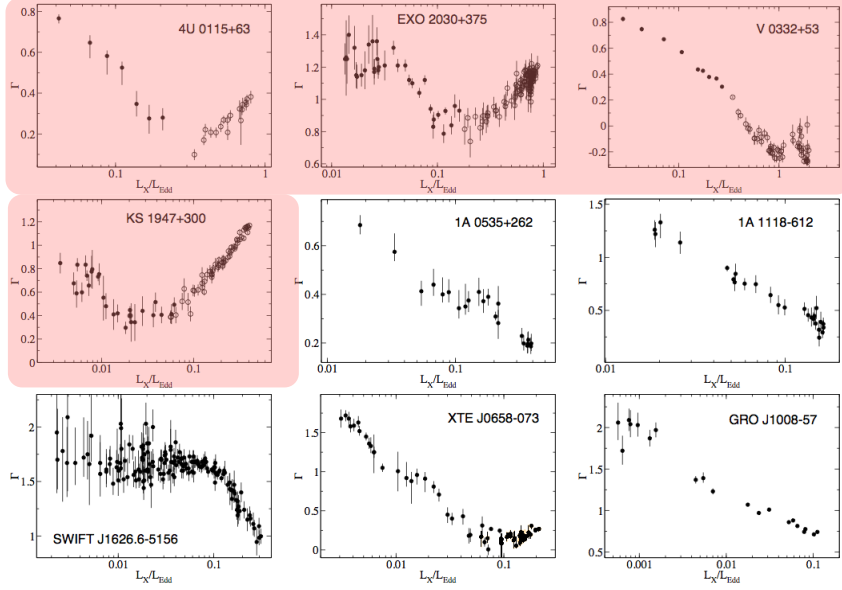 4U 0115+63
EXO 2030+375
V 0332+53
0.8
0.6
0.4
0.2
Γ
0.1
1
L_X/L_Edd
1.6
1.4
1.2
1
0.8
0.6
Γ
0.1
1
L_X/L_Edd
0.8
0.6
0.4
0.2
0
-0.2
Γ
0.1
1
L_X/L_Edd
KS 1947+300
1A 0535+262
1A 1118-612
1.2
1
0.8
0.6
0.4
0.2
0
Γ
0.01
0.1
L_X/L_Edd
0.6
0.4
0.2
Γ
0.01
0.1
L_X/L_Edd
1.5
1
0.5
0
Γ
0.01
0.1
L_X/L_Edd
SWIFT J1626.6-5156
XTE J0658-073
GRO J1008-57
2
1.5
1
Γ
0.01
0.1
L_X/L_Edd
1.5
1
0.5
0
Γ
0.01
0.1
L_X/L_Edd
2
1.5
1
0.5
Γ
0.001
0.01
0.1
L_X/L_Edd